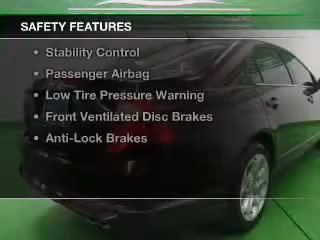 SAFETY FEATURES
• Stability Control
• Passenger Airbag
• Low Tire Pressure Warning
• Front Ventilated Disc Brakes
• Anti-Lock Brakes